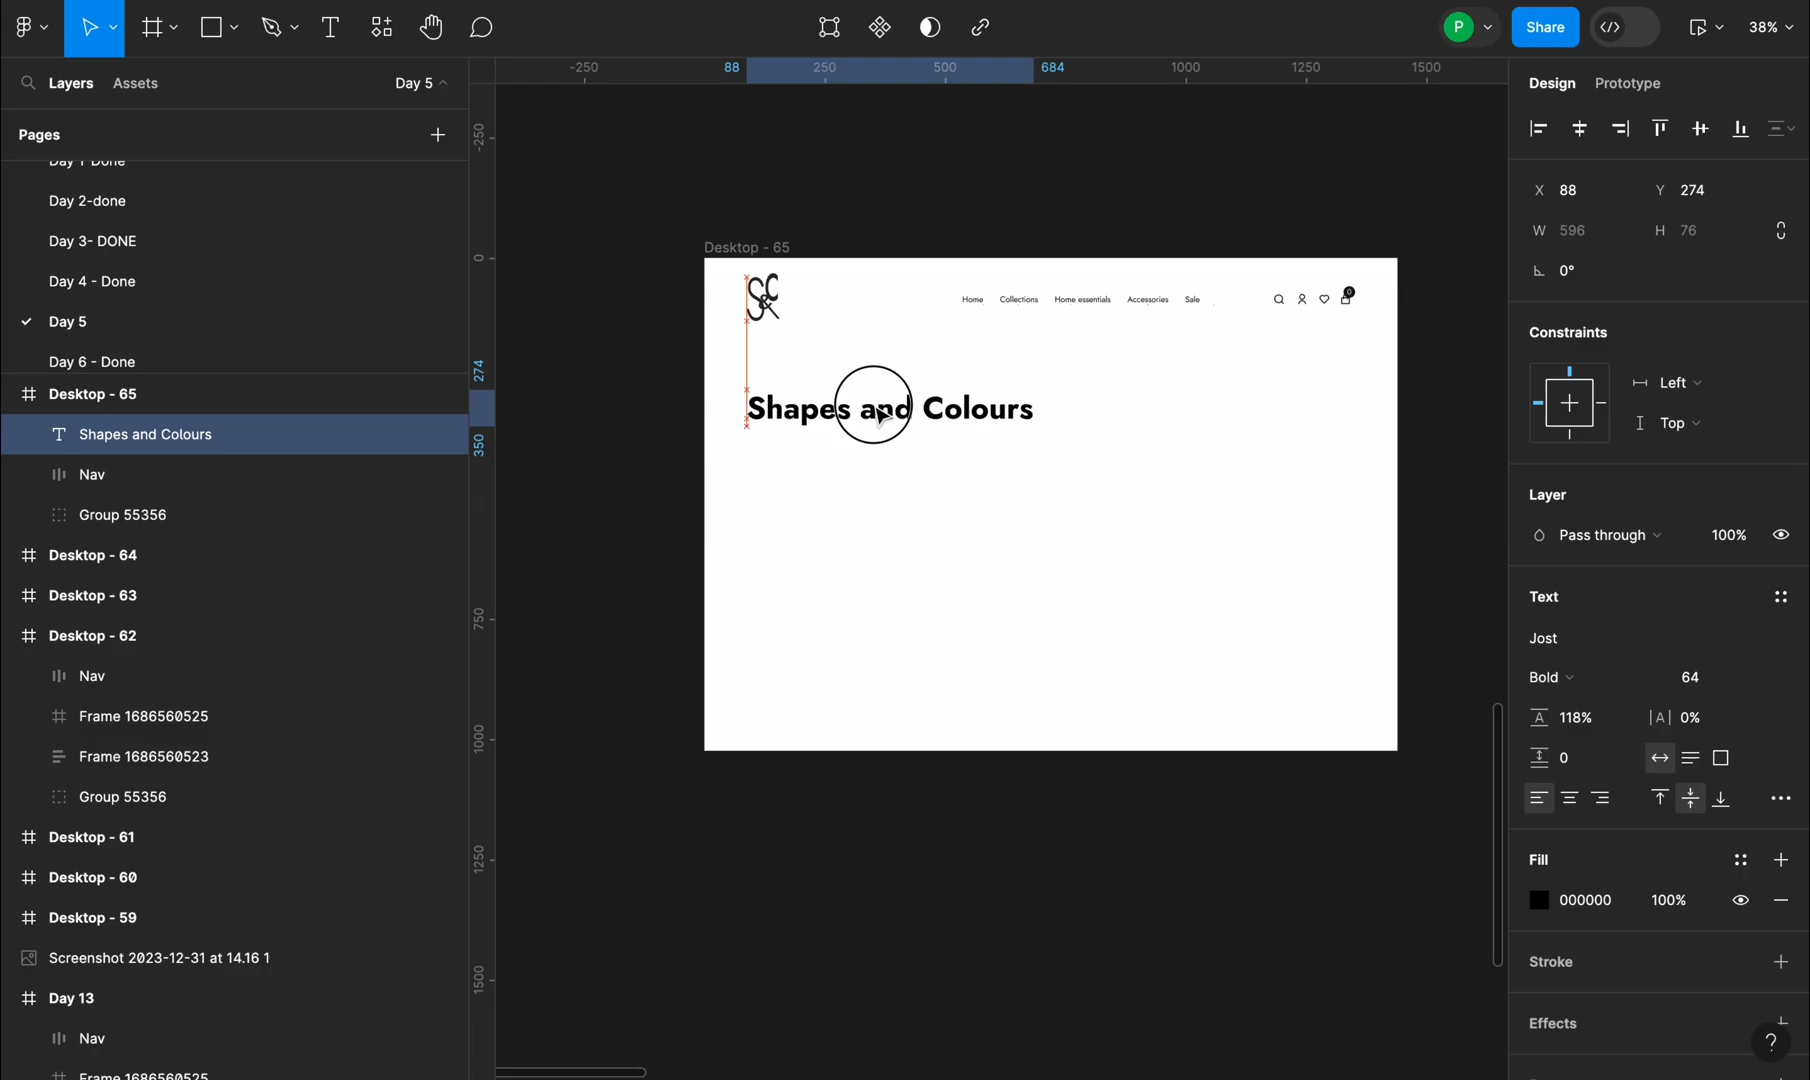 P
Share
38%
Layers
Assets
Day 5
Pages
Day 1 Done
Day 2-done
Day 3- DONE
Day 4 - Done
Day 5
Day 6 - Done
Desktop - 65
Shapes and Colours
Nav
Group 55356
Desktop - 64
Desktop - 63
Desktop - 62
Nav
Frame 1686560525
Frame 1686560523
Group 55356
Desktop - 61
Desktop - 60
Desktop - 59
Screenshot 2023-12-31 at 14.16 1
Day 13
Nav
Frame 1686560525
-250 88 250 500 684 1000 1250 1500
-250
0
274
350
750
1000
1250
1500
Desktop - 65
Home Collections Home essentials Accessories Sale
0
Shapes and Colours
Design
Prototype
X 88 Y 274
W 596 H 76
0°
Constraints
Left
Top
Layer
Pass through 100%
Text
Jost
Bold 64
A 118% |A| 0%
0
Fill
000000 100%
Stroke
Effects
?